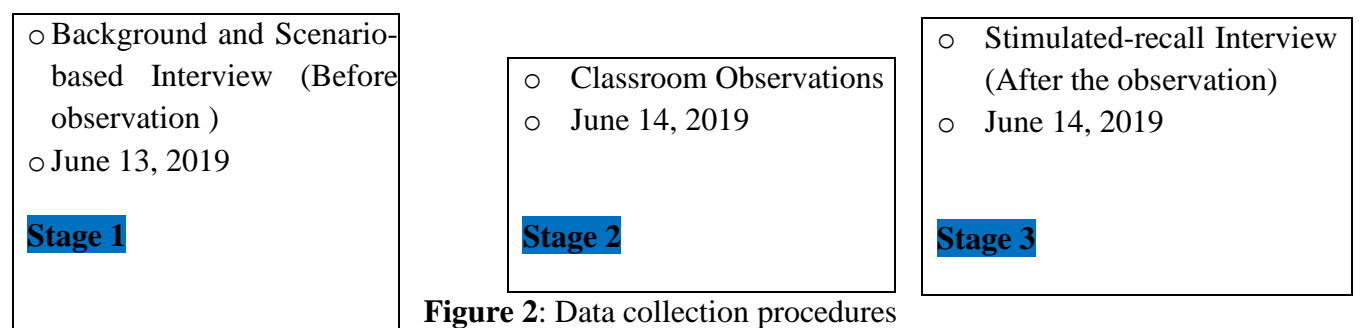 o Background and Scenario-
based Interview (Before
observation )
o June 13, 2019
Stage 1
o Classroom Observations
o June 14, 2019
Stage 2
o Stimulated-recall Interview
(After the observation)
o June 14, 2019
Stage 3
Figure 2: Data collection procedures